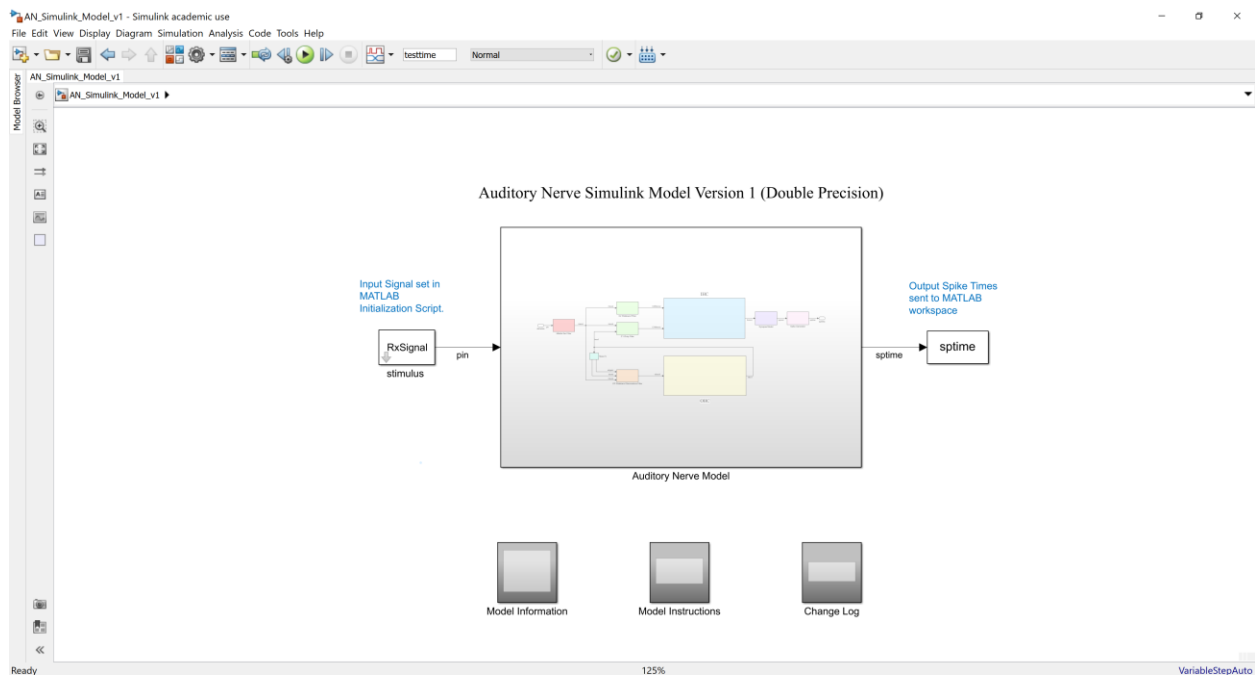 AN_Simulink_Model_v1 - Simulink academic use
File Edit View Display Diagram Simulation Analysis Code Tools Help
testtime
Normal
AN_Simulink_Model_v1
Model Browser
AN_Simulink_Model_v1
Auditory Nerve Simulink Model Version 1 (Double Precision)
Input Signal set in
MATLAB
Initialization Script.
Output Spike Times
sent to MATLAB
workspace
RxSignal
pin
stimulus
sptime
sptime
Auditory Nerve Model
Model Information
Model Instructions
Change Log
Ready
125%
VariableStepAuto